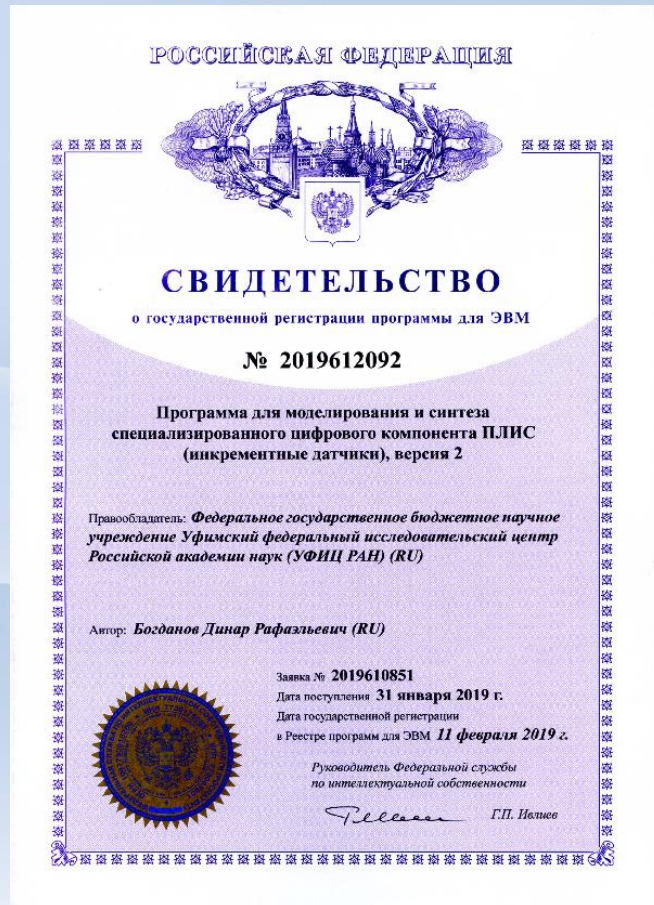 РОССИЙСКАЯ ФЕДЕРАЦИЯ
СВИДЕТЕЛЬСТВО
о государственной регистрации программы для ЭВМ
№ 2019612092
Программа для моделирования и синтеза
специализированного цифрового компонента ПЛИС
(инкрементные датчики), версия 2
Правообладатель: Федеральное государственное бюджетное научное
учреждение Уфимский федеральный исследовательский центр
Российской академии наук (УФИЦ РАН) (RU)
Автор: Богданов Динар Рафаэльевич (RU)
Заявка № 2019610851
Дата поступления 31 января 2019 г.
Дата государственной регистрации
в Реестре программ для ЭВМ 11 февраля 2019 г.
Руководитель Федеральной службы
по интеллектуальной собственности
Г.П. Ивлиев